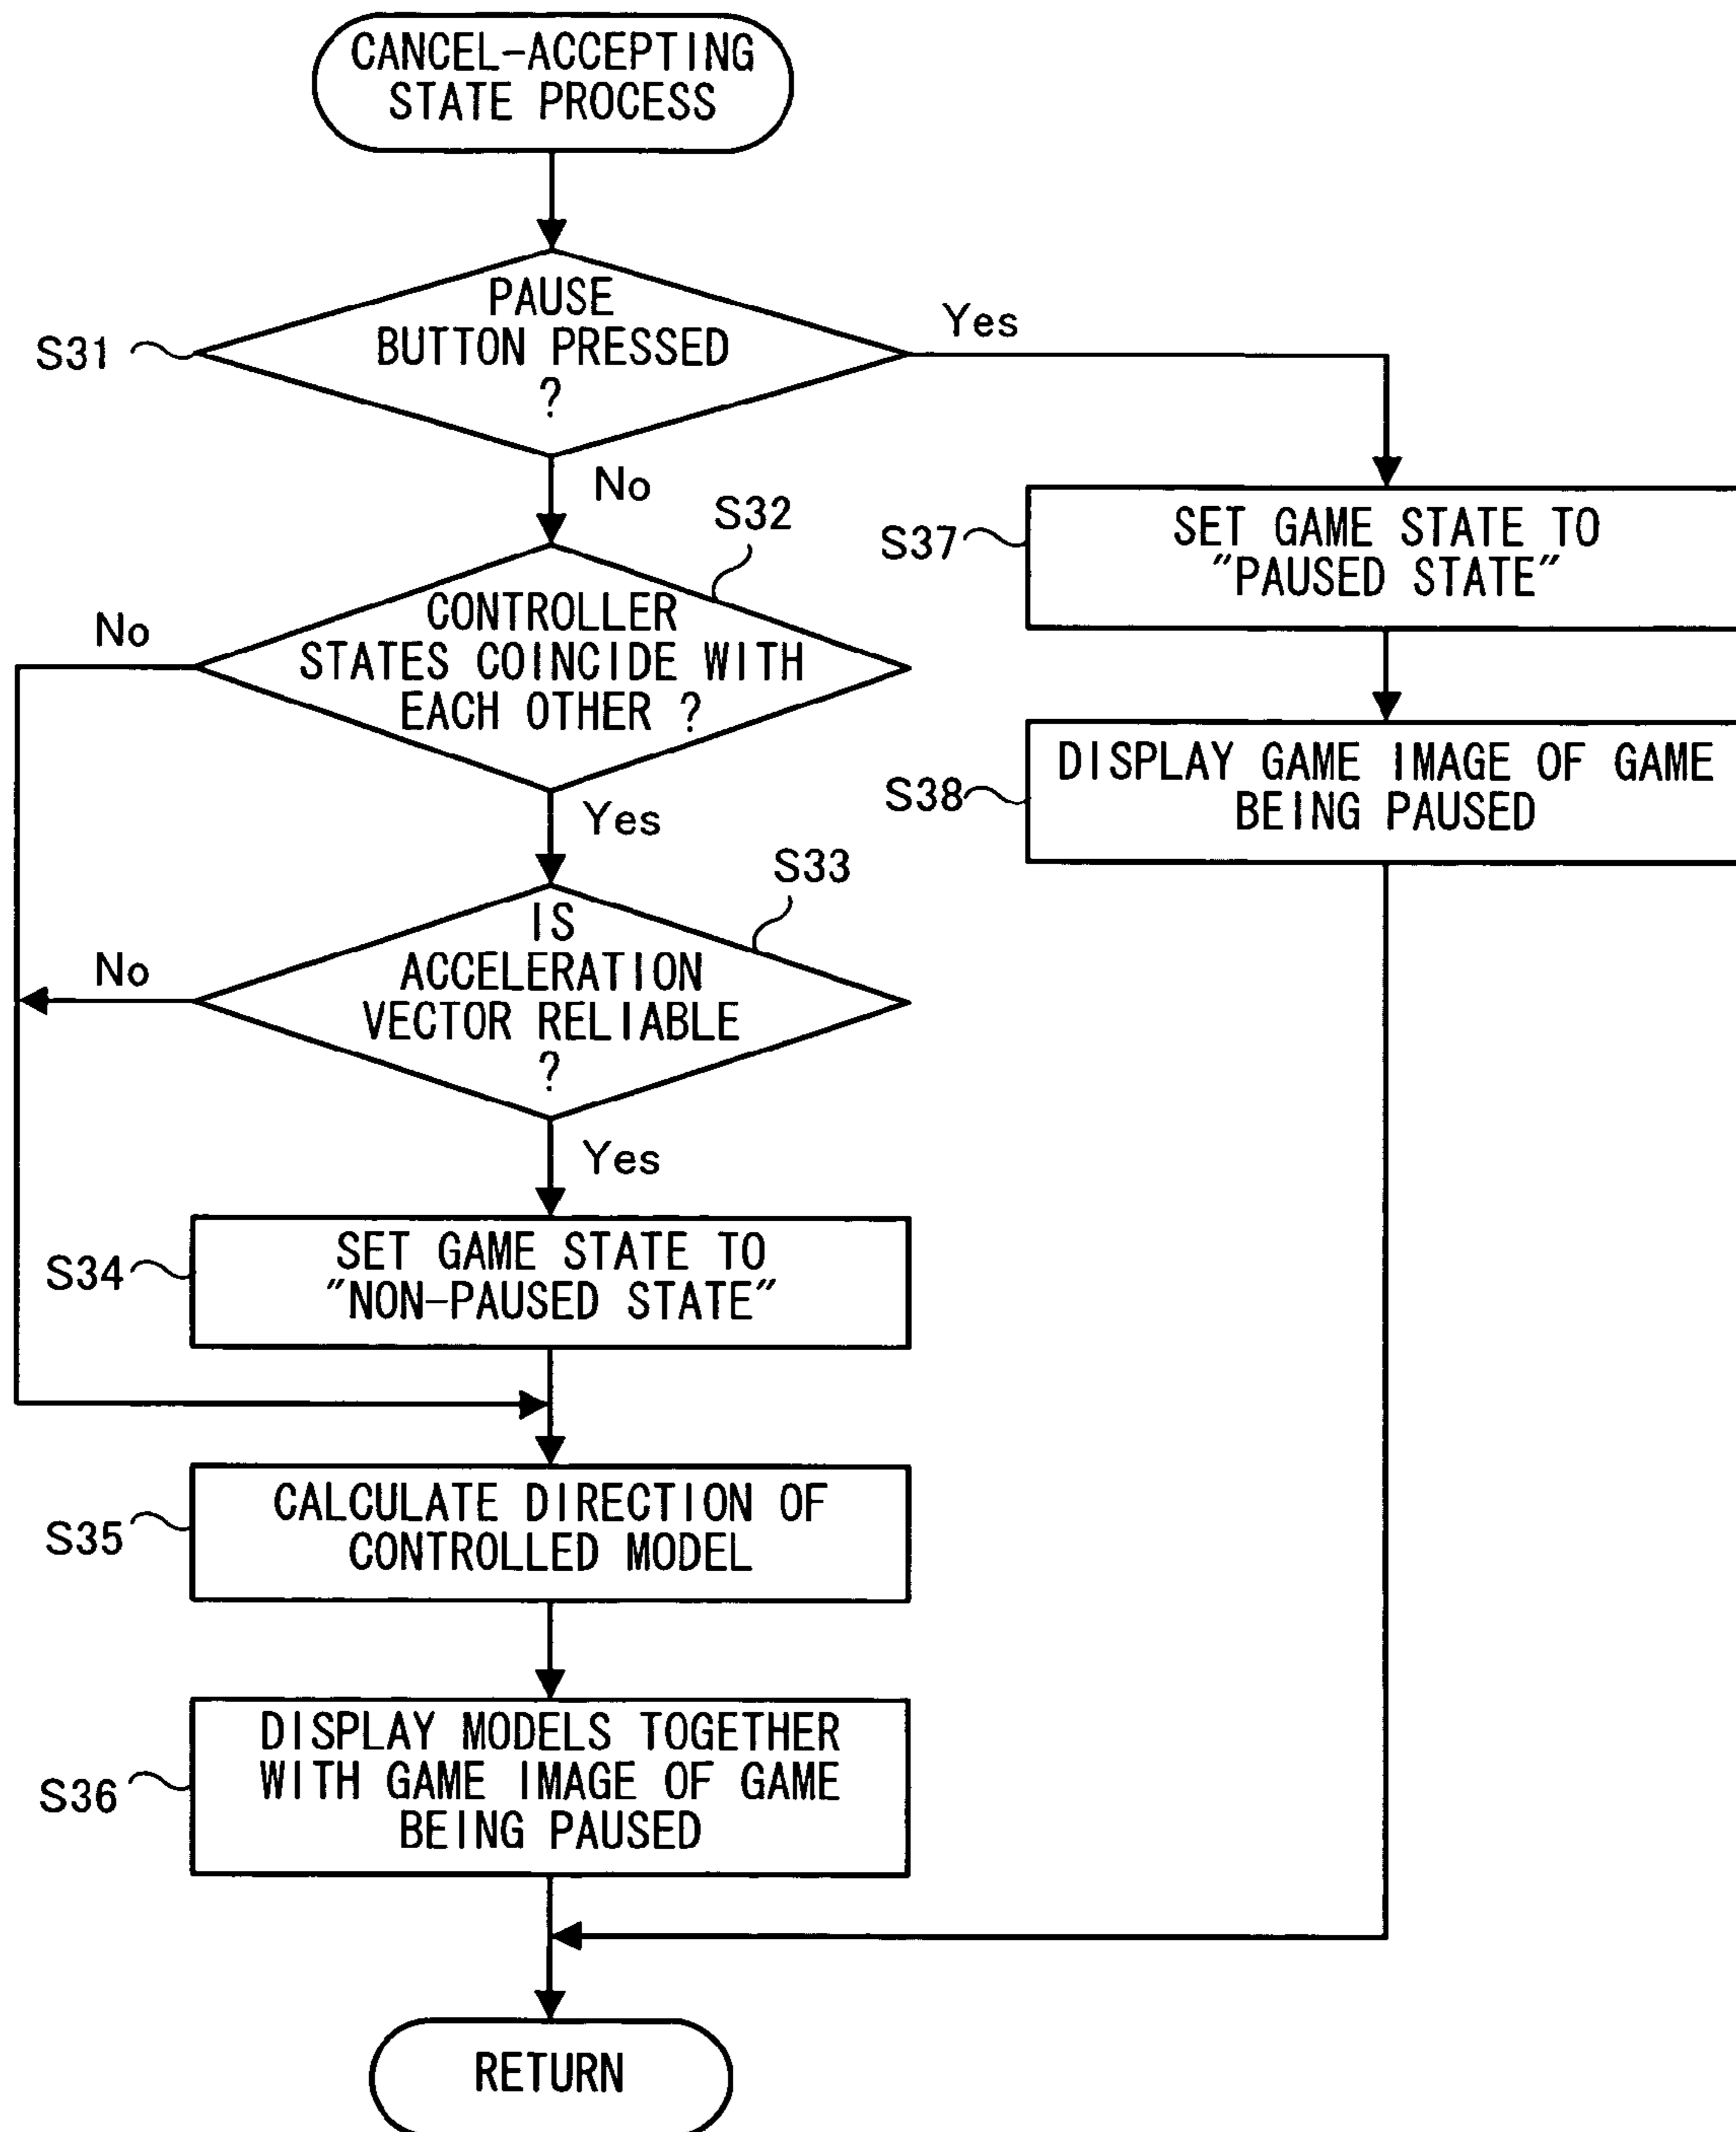 CANCEL-ACCEPTING
STATE PROCESS
S31
PAUSE
BUTTON PRESSED
?
Yes
No
S32
CONTROLLER
STATES COINCIDE WITH
EACH OTHER ?
No
Yes
S33
IS
ACCELERATION
VECTOR RELIABLE
?
No
Yes
S34
SET GAME STATE TO
"NON-PAUSED STATE"
S35
CALCULATE DIRECTION OF
CONTROLLED MODEL
S36
DISPLAY MODELS TOGETHER
WITH GAME IMAGE OF GAME
BEING PAUSED
S37
SET GAME STATE TO
"PAUSED STATE"
S38
DISPLAY GAME IMAGE OF GAME
BEING PAUSED
RETURN